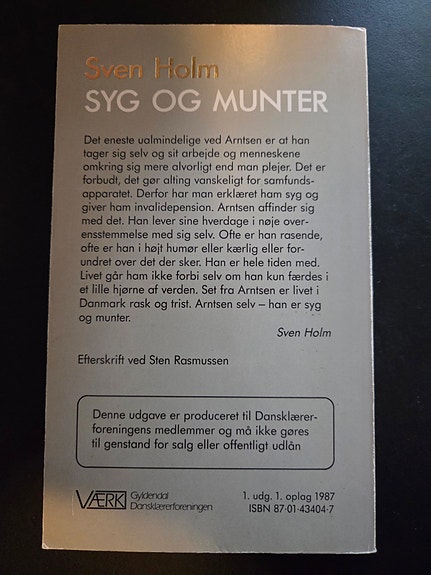 Sven Holm
SYG OG MUNTER
Det eneste ualmindelige ved Arntsen er at han
tager sig selv og sit arbejde og menneskene
omkring sig mere alvorligt end man plejer. Det er
forbudt, det gør alting vanskeligt for samfunds-
apparatet. Derfor har man erklæret ham syg og
giver ham invalidepension. Arntsen affinder sig
med det. Han lever sine hverdage i nøje over-
ensstemmelse med sig selv. Ofte er han rasende,
ofte er han i højt humør eller kærlig eller for-
undret over det der sker. Han er hele tiden med.
Livet går ham ikke forbi selv om han kun færdes i
et lille hjørne af verden. Set fra Arntsen er livet i
Danmark rask og trist. Arntsen selv – han er syg
og munter.
Sven Holm
Efterskrift ved Sten Rasmussen
Denne udgave er produceret til Dansklærer-
foreningens medlemmer og må ikke gøres
til genstand for salg eller offentligt udlån
VÆRK
Gyldendal
Dansklærerforeningen
1. udg. 1. oplag 1987
ISBN 87·01·43404·7